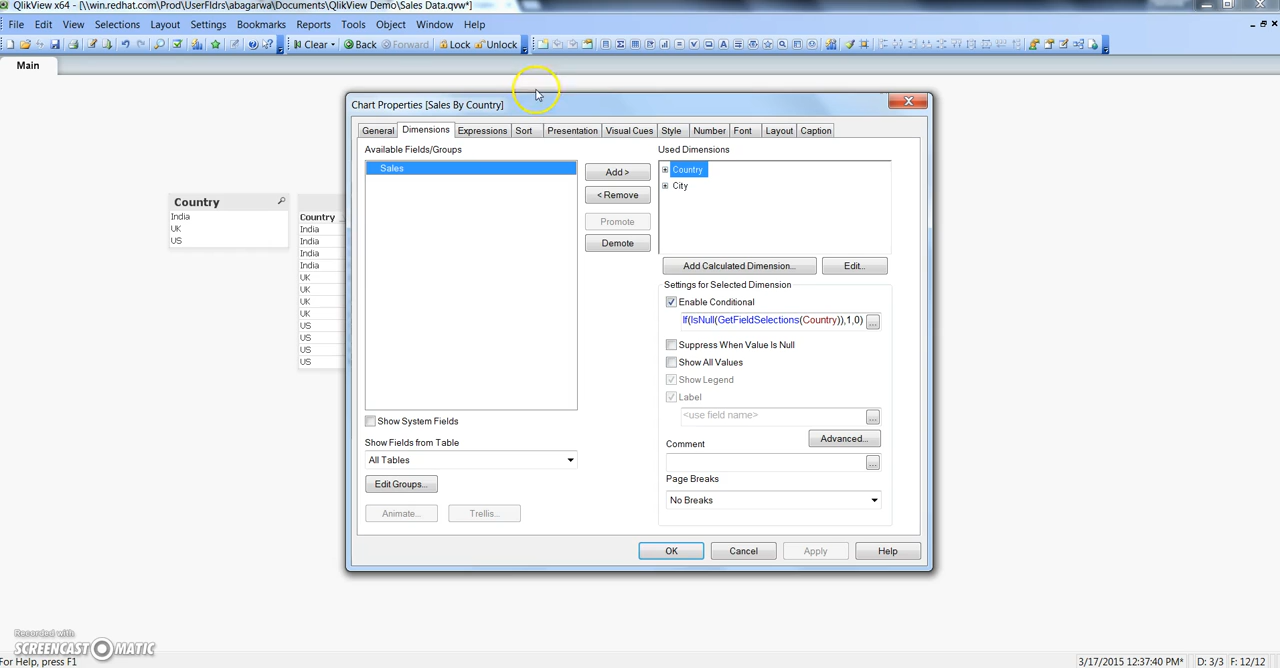 QlikView x64 - [\\win.redhat.com\Prod\UserFldrs\abagarwa\Documents\QlikView Demo\Sales Data.qvw*]
File Edit View Selections Layout Settings Bookmarks Reports Tools Object Window Help
Clear Back Forward Lock Unlock
Main
Chart Properties [Sales By Country]
General Dimensions Expressions Sort Presentation Visual Cues Style Number Font Layout Caption
Available Fields/Groups
Sales
Add >
< Remove
Promote
Demote
Used Dimensions
Country
City
Add Calculated Dimension...
Edit...
Settings for Selected Dimension
Enable Conditional
If(IsNull(GetFieldSelections(Country)),1,0)
...
Suppress When Value Is Null
Show All Values
Show Legend
Label
<use field name>
...
Advanced...
Comment
...
Page Breaks
No Breaks
Show System Fields
Show Fields from Table
All Tables
Edit Groups...
Animate...
Trellis...
OK
Cancel
Apply
Help
Country
India
UK
US
Country
India
India
India
India
UK
UK
UK
UK
US
US
US
US
Recorded with
SCREENCAST-O-MATIC
For Help, press F1
3/17/2015 12:37:40 PM*
D: 3/3
F: 12/12